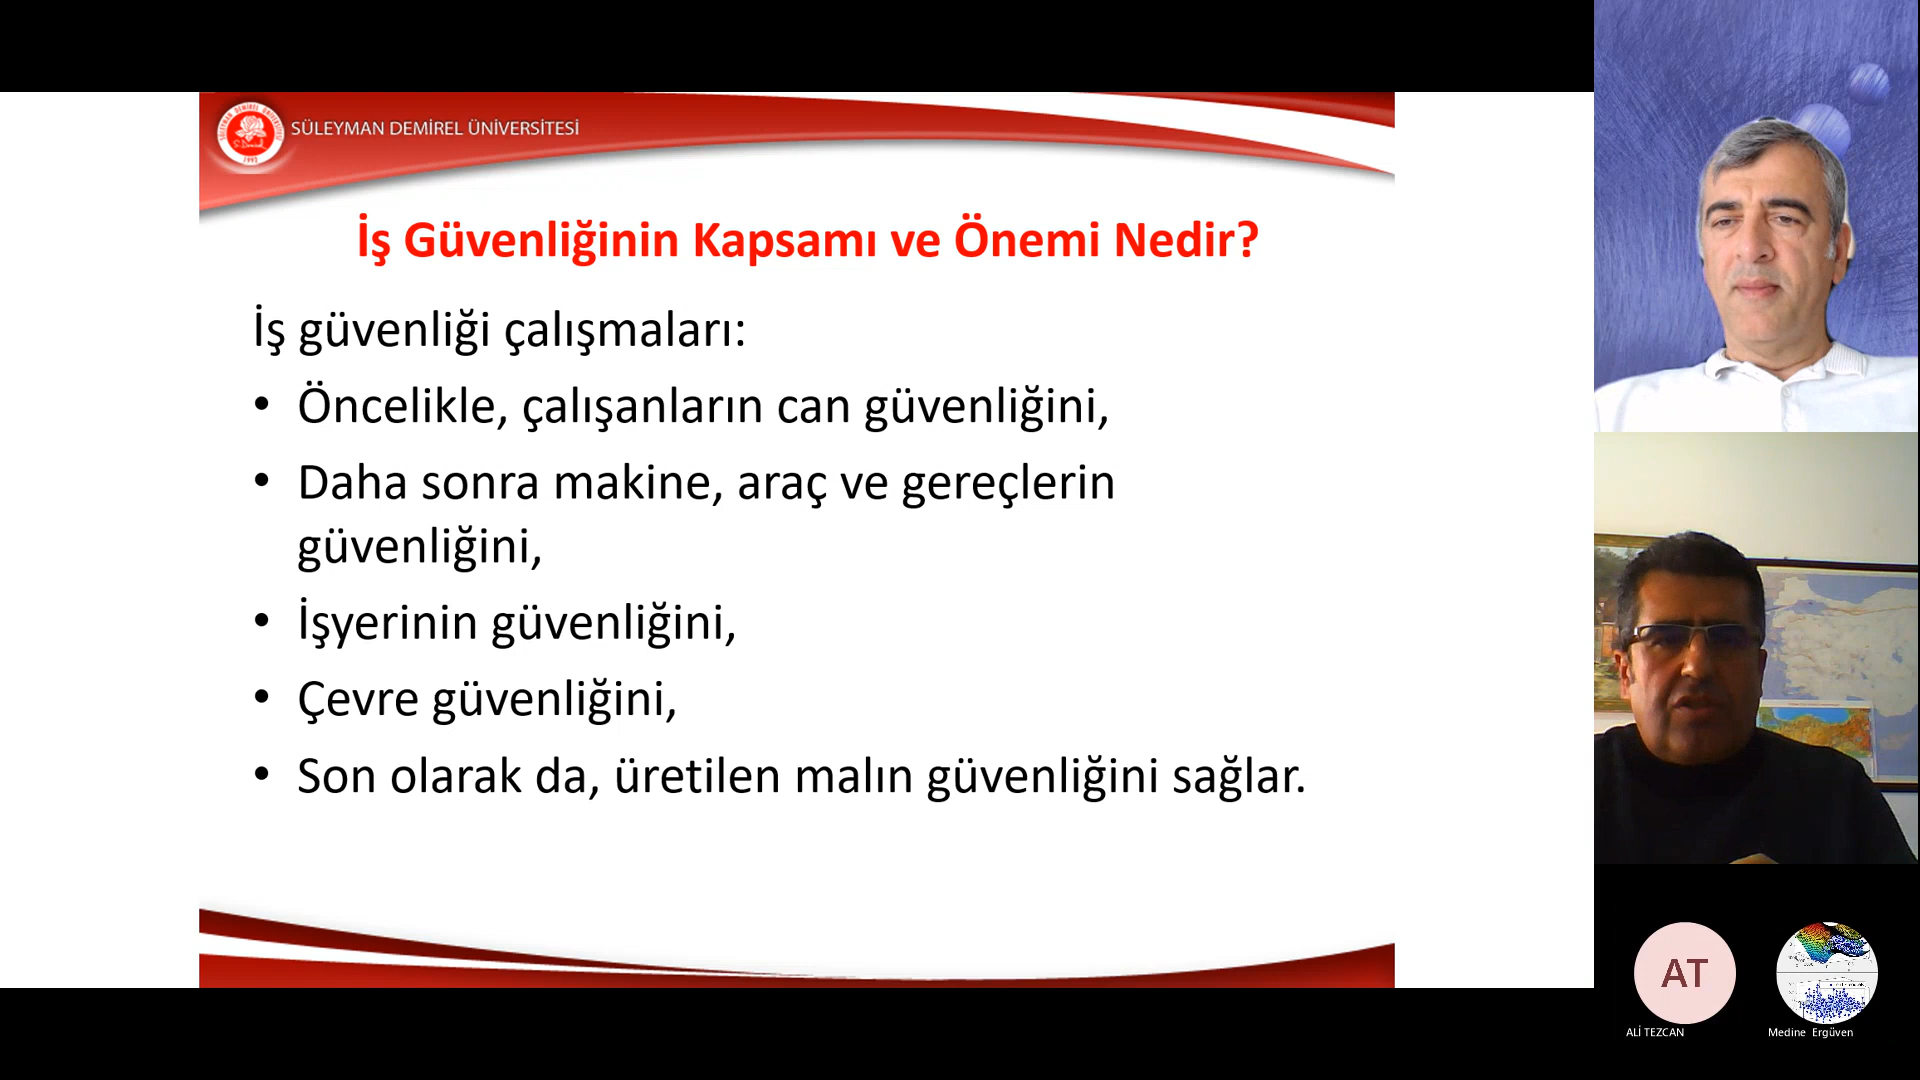 SÜLEYMAN DEMİREL ÜNİVERSİTESİ
İş Güvenliğinin Kapsamı ve Önemi Nedir?
İş güvenliği çalışmaları:
• Öncelikle, çalışanların can güvenliğini,
• Daha sonra makine, araç ve gereçlerin
güvenliğini,
• İşyerinin güvenliğini,
• Çevre güvenliğini,
• Son olarak da, üretilen malın güvenliğini sağlar.
AT
ALİ TEZCAN
Medine Ergüven